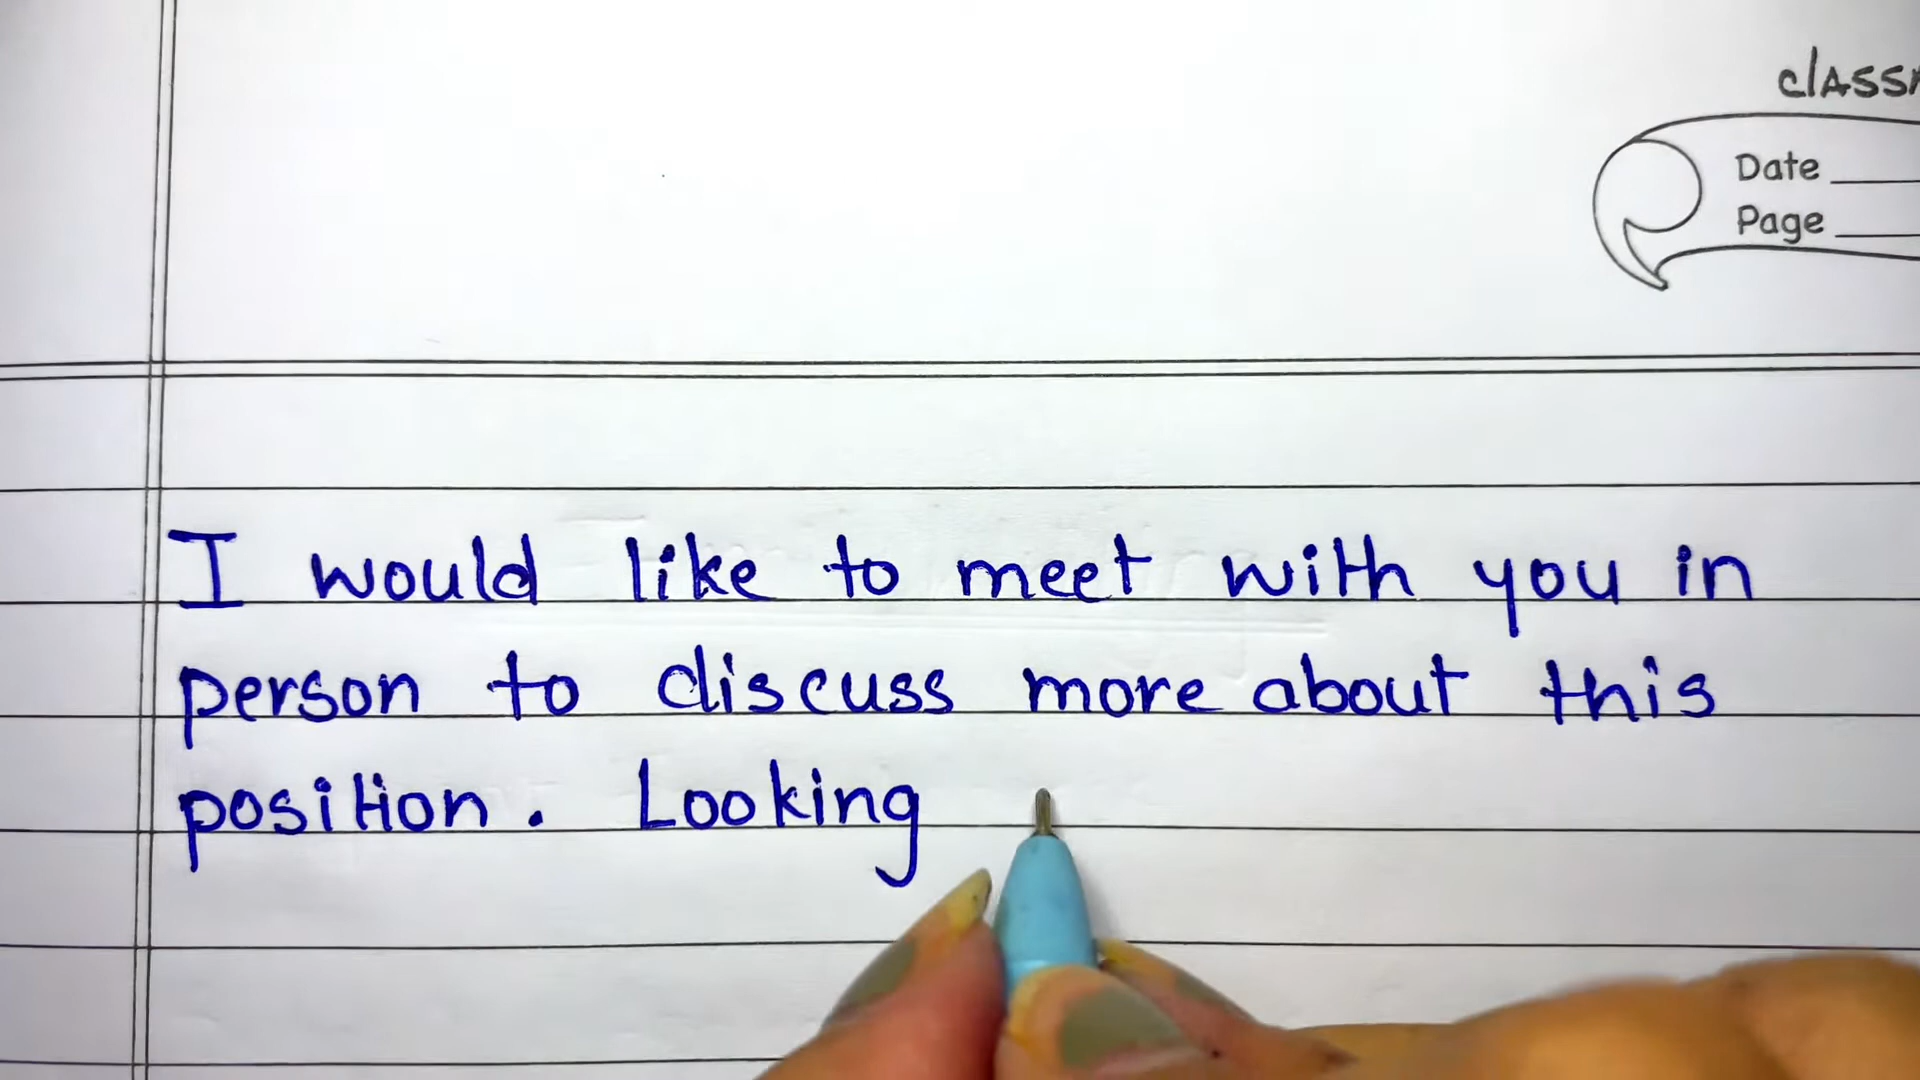 classm
Date
Page
I would like to meet with you in
person to discuss more about this
position. Looking